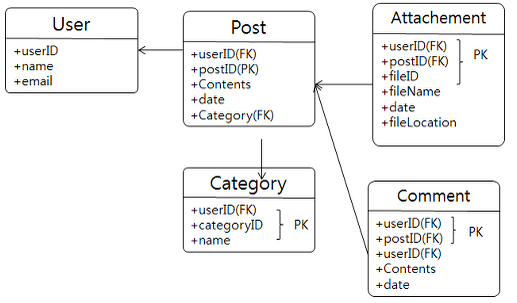 User
+userID
+name
+email
Post
+userID(FK)
+postID(PK)
+Contents
+date
+Category(FK)
Attachement
+userID(FK)
+postID(FK)
+fileID
+fileName
+date
+fileLocation
PK
Category
+userID(FK)
+categoryID
+name
PK
Comment
+userID(FK)
+postID(FK)
+userID(FK)
+Contents
+date
PK